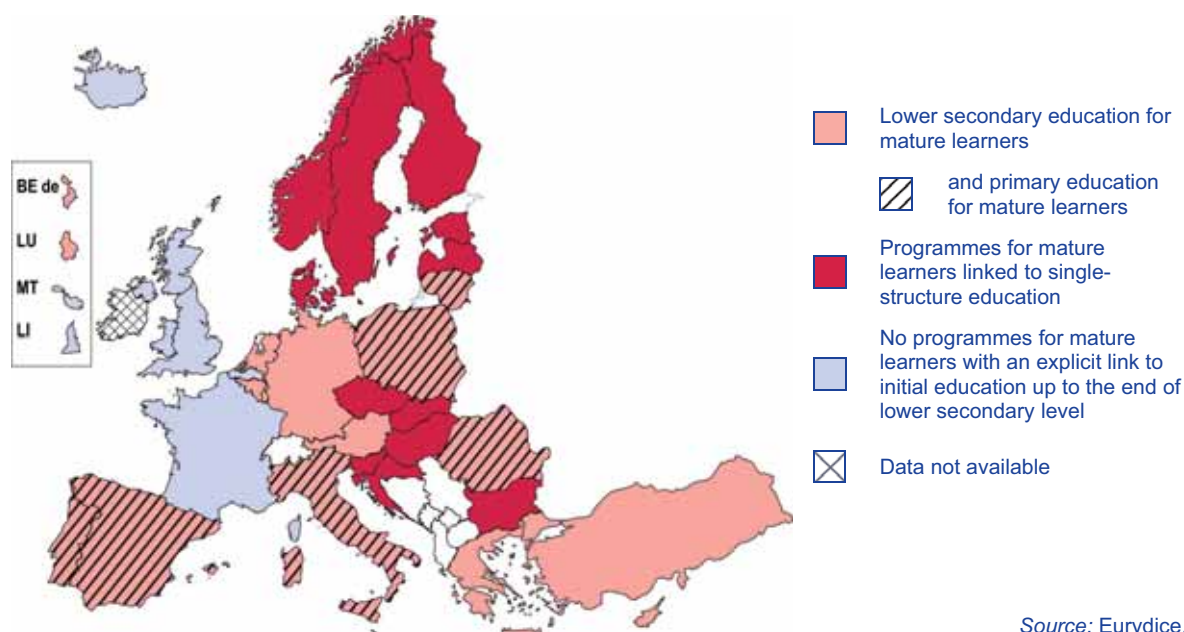 BE de
LU
MT
LI
Lower secondary education for
mature learners
and primary education
for mature learners
Programmes for mature
learners linked to single-
structure education
No programmes for mature
learners with an explicit link to
initial education up to the end of
lower secondary level
Data not available
Source: Eurydice.